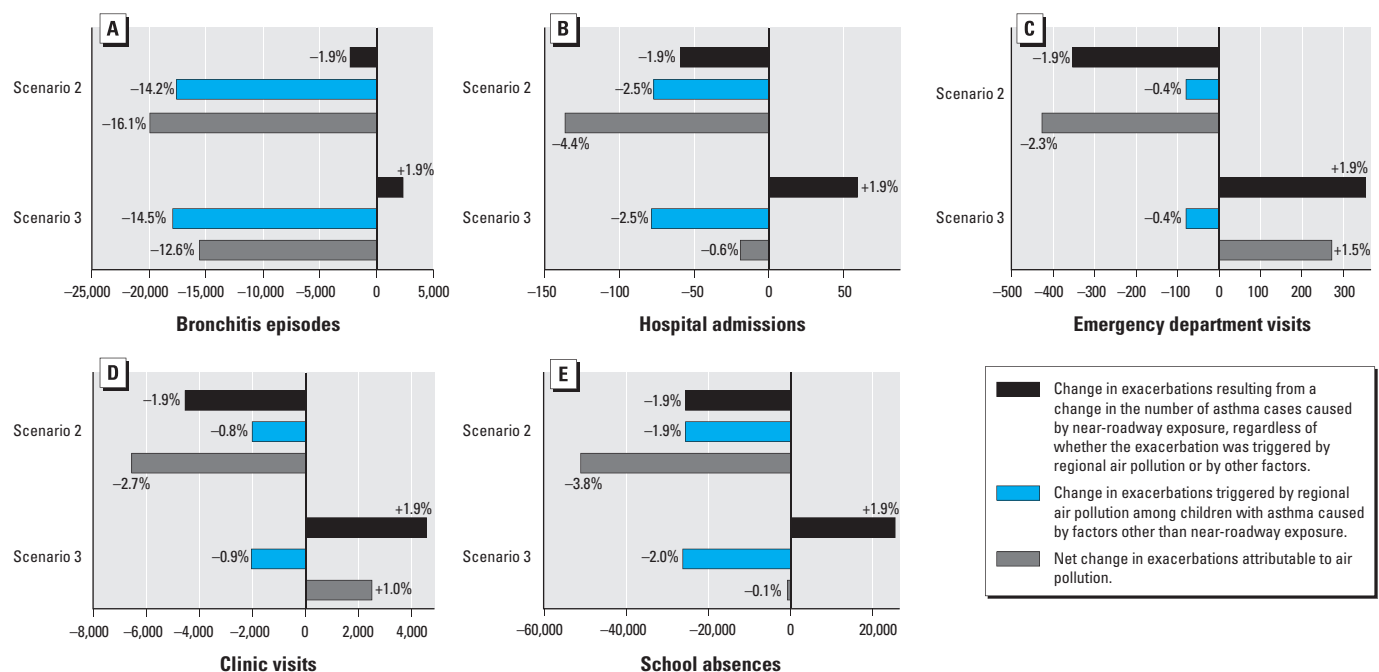 A
Scenario 2
−1.9%
−14.2%
−16.1%
Scenario 3
+1.9%
−14.5%
−12.6%
−25,000 −20,000 −15,000 −10,000 −5,000 0 5,000
Bronchitis episodes
B
Scenario 2
−1.9%
−2.5%
−4.4%
Scenario 3
+1.9%
−2.5%
−0.6%
−150 −100 −50 0 50
Hospital admissions
C
Scenario 2
−1.9%
−0.4%
−2.3%
Scenario 3
+1.9%
−0.4%
+1.5%
−500 −400 −300 −200 −100 0 100 200 300
Emergency department visits
D
Scenario 2
−1.9%
−0.8%
−2.7%
Scenario 3
+1.9%
−0.9%
+1.0%
−8,000 −6,000 −4,000 −2,000 0 2,000 4,000
Clinic visits
E
Scenario 2
−1.9%
−1.9%
−3.8%
Scenario 3
+1.9%
−2.0%
−0.1%
−60,000 −40,000 −20,000 0 20,000
School absences
Change in exacerbations resulting from a
change in the number of asthma cases caused
by near-roadway exposure, regardless of
whether the exacerbation was triggered by
regional air pollution or by other factors.
Change in exacerbations triggered by regional
air pollution among children with asthma caused
by factors other than near-roadway exposure.
Net change in exacerbations attributable to air
pollution.